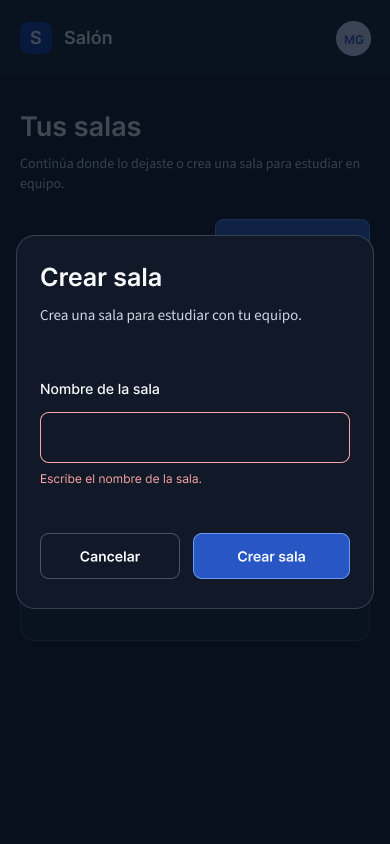 S Salón MG
Tus salas
Continúa donde lo dejaste o crea una sala para estudiar en
equipo.
Crear sala
Crea una sala para estudiar con tu equipo.
Nombre de la sala
Escribe el nombre de la sala.
Cancelar Crear sala